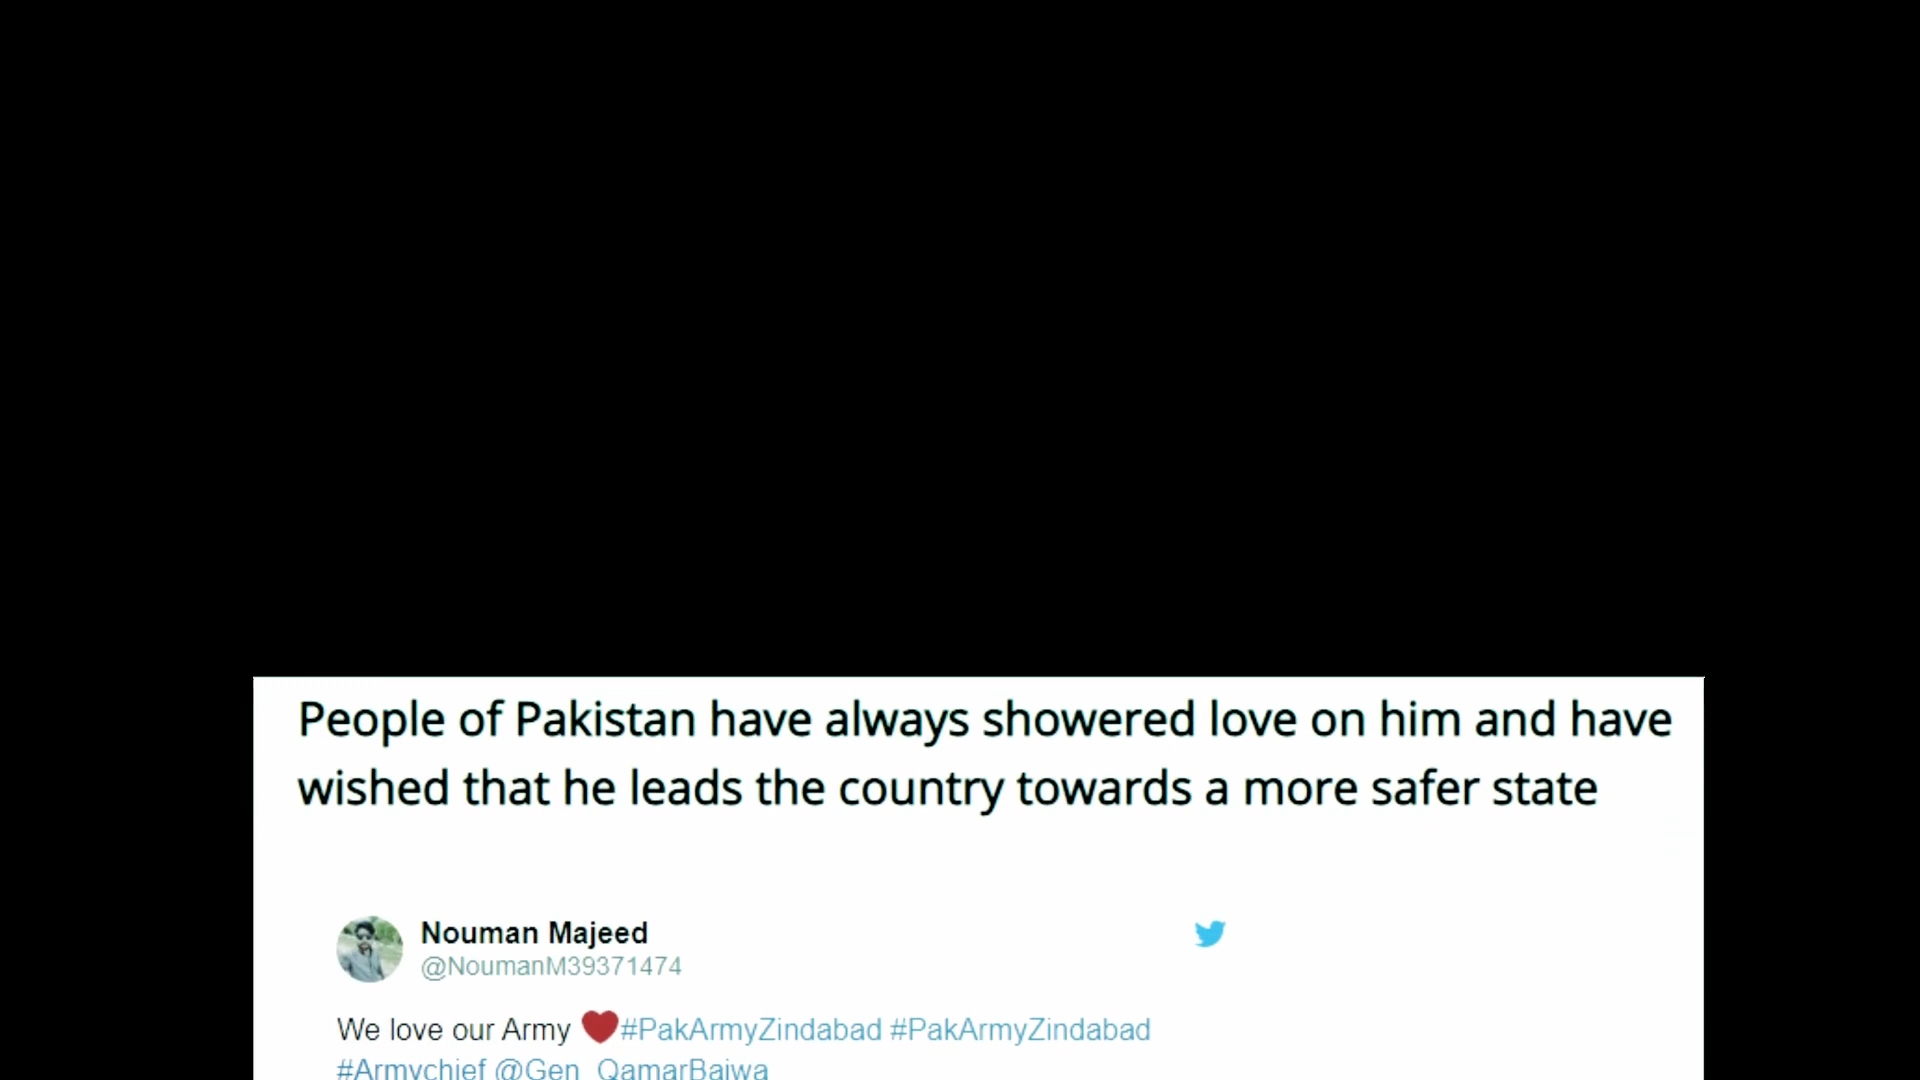 People of Pakistan have always showered love on him and have
wished that he leads the country towards a more safer state
Nouman Majeed
@NoumanM39371474
We love our Army ❤#PakArmyZindabad #PakArmyZindabad
#Armychief @Gen_QamarBajwa